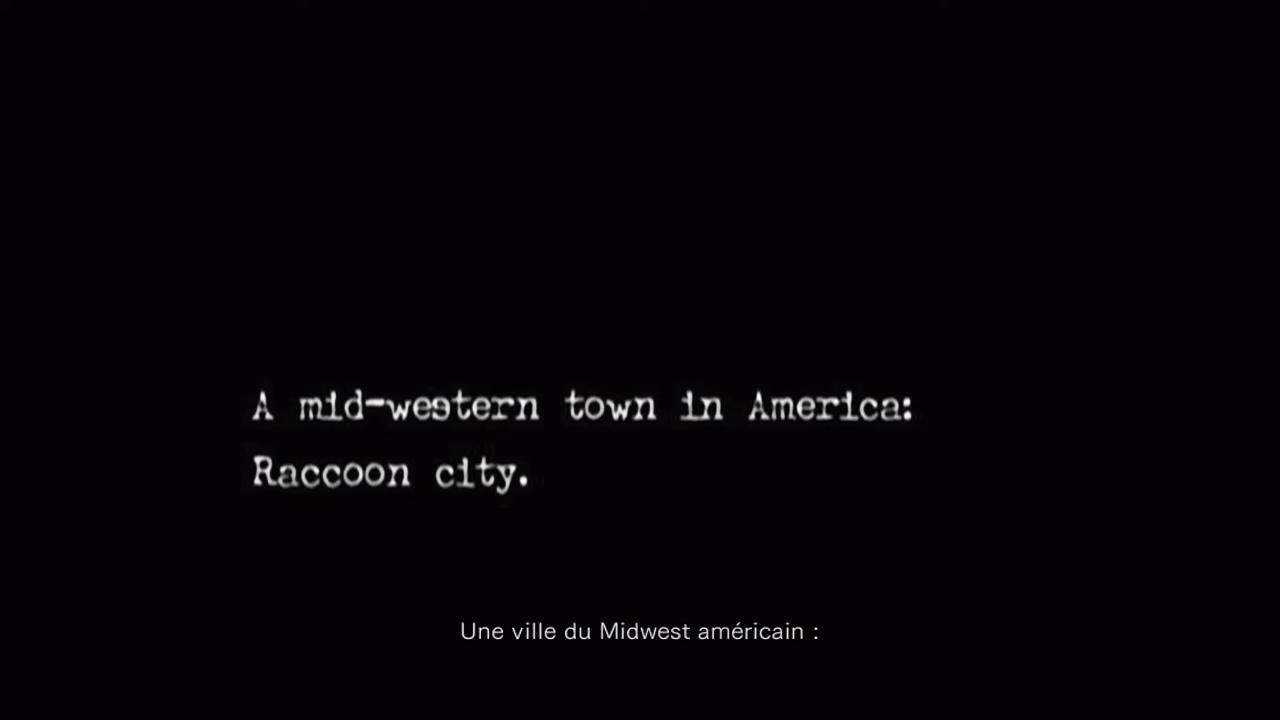 A mid-western town in America:
Raccoon city.
Une ville du Midwest américain :